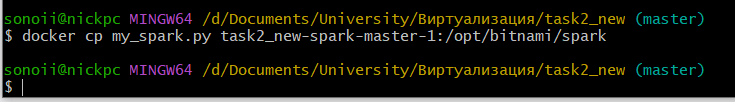 sonoii@nickpc MINGW64 /d/Documents/University/Виртуализация/task2_new (master)
$ docker cp my_spark.py task2_new-spark-master-1:/opt/bitnami/spark
sonoii@nickpc MINGW64 /d/Documents/University/Виртуализация/task2_new (master)
$